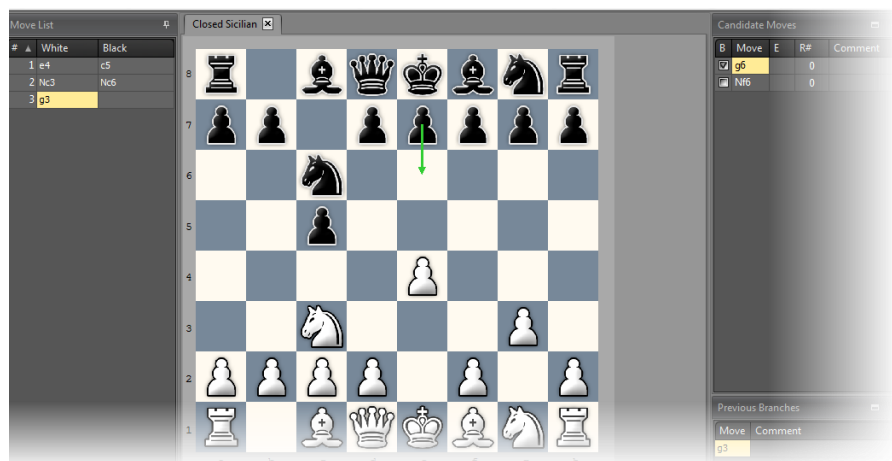 Move List
Closed Sicilian
Candidate Moves
# White Black
B Move E R# Comment
1 e4 c5
2 Nc3 Nc6
3 g3
g6 0
Nf6 0
8
7
6
5
4
3
2
1
Previous Branches
Move Comment
g3